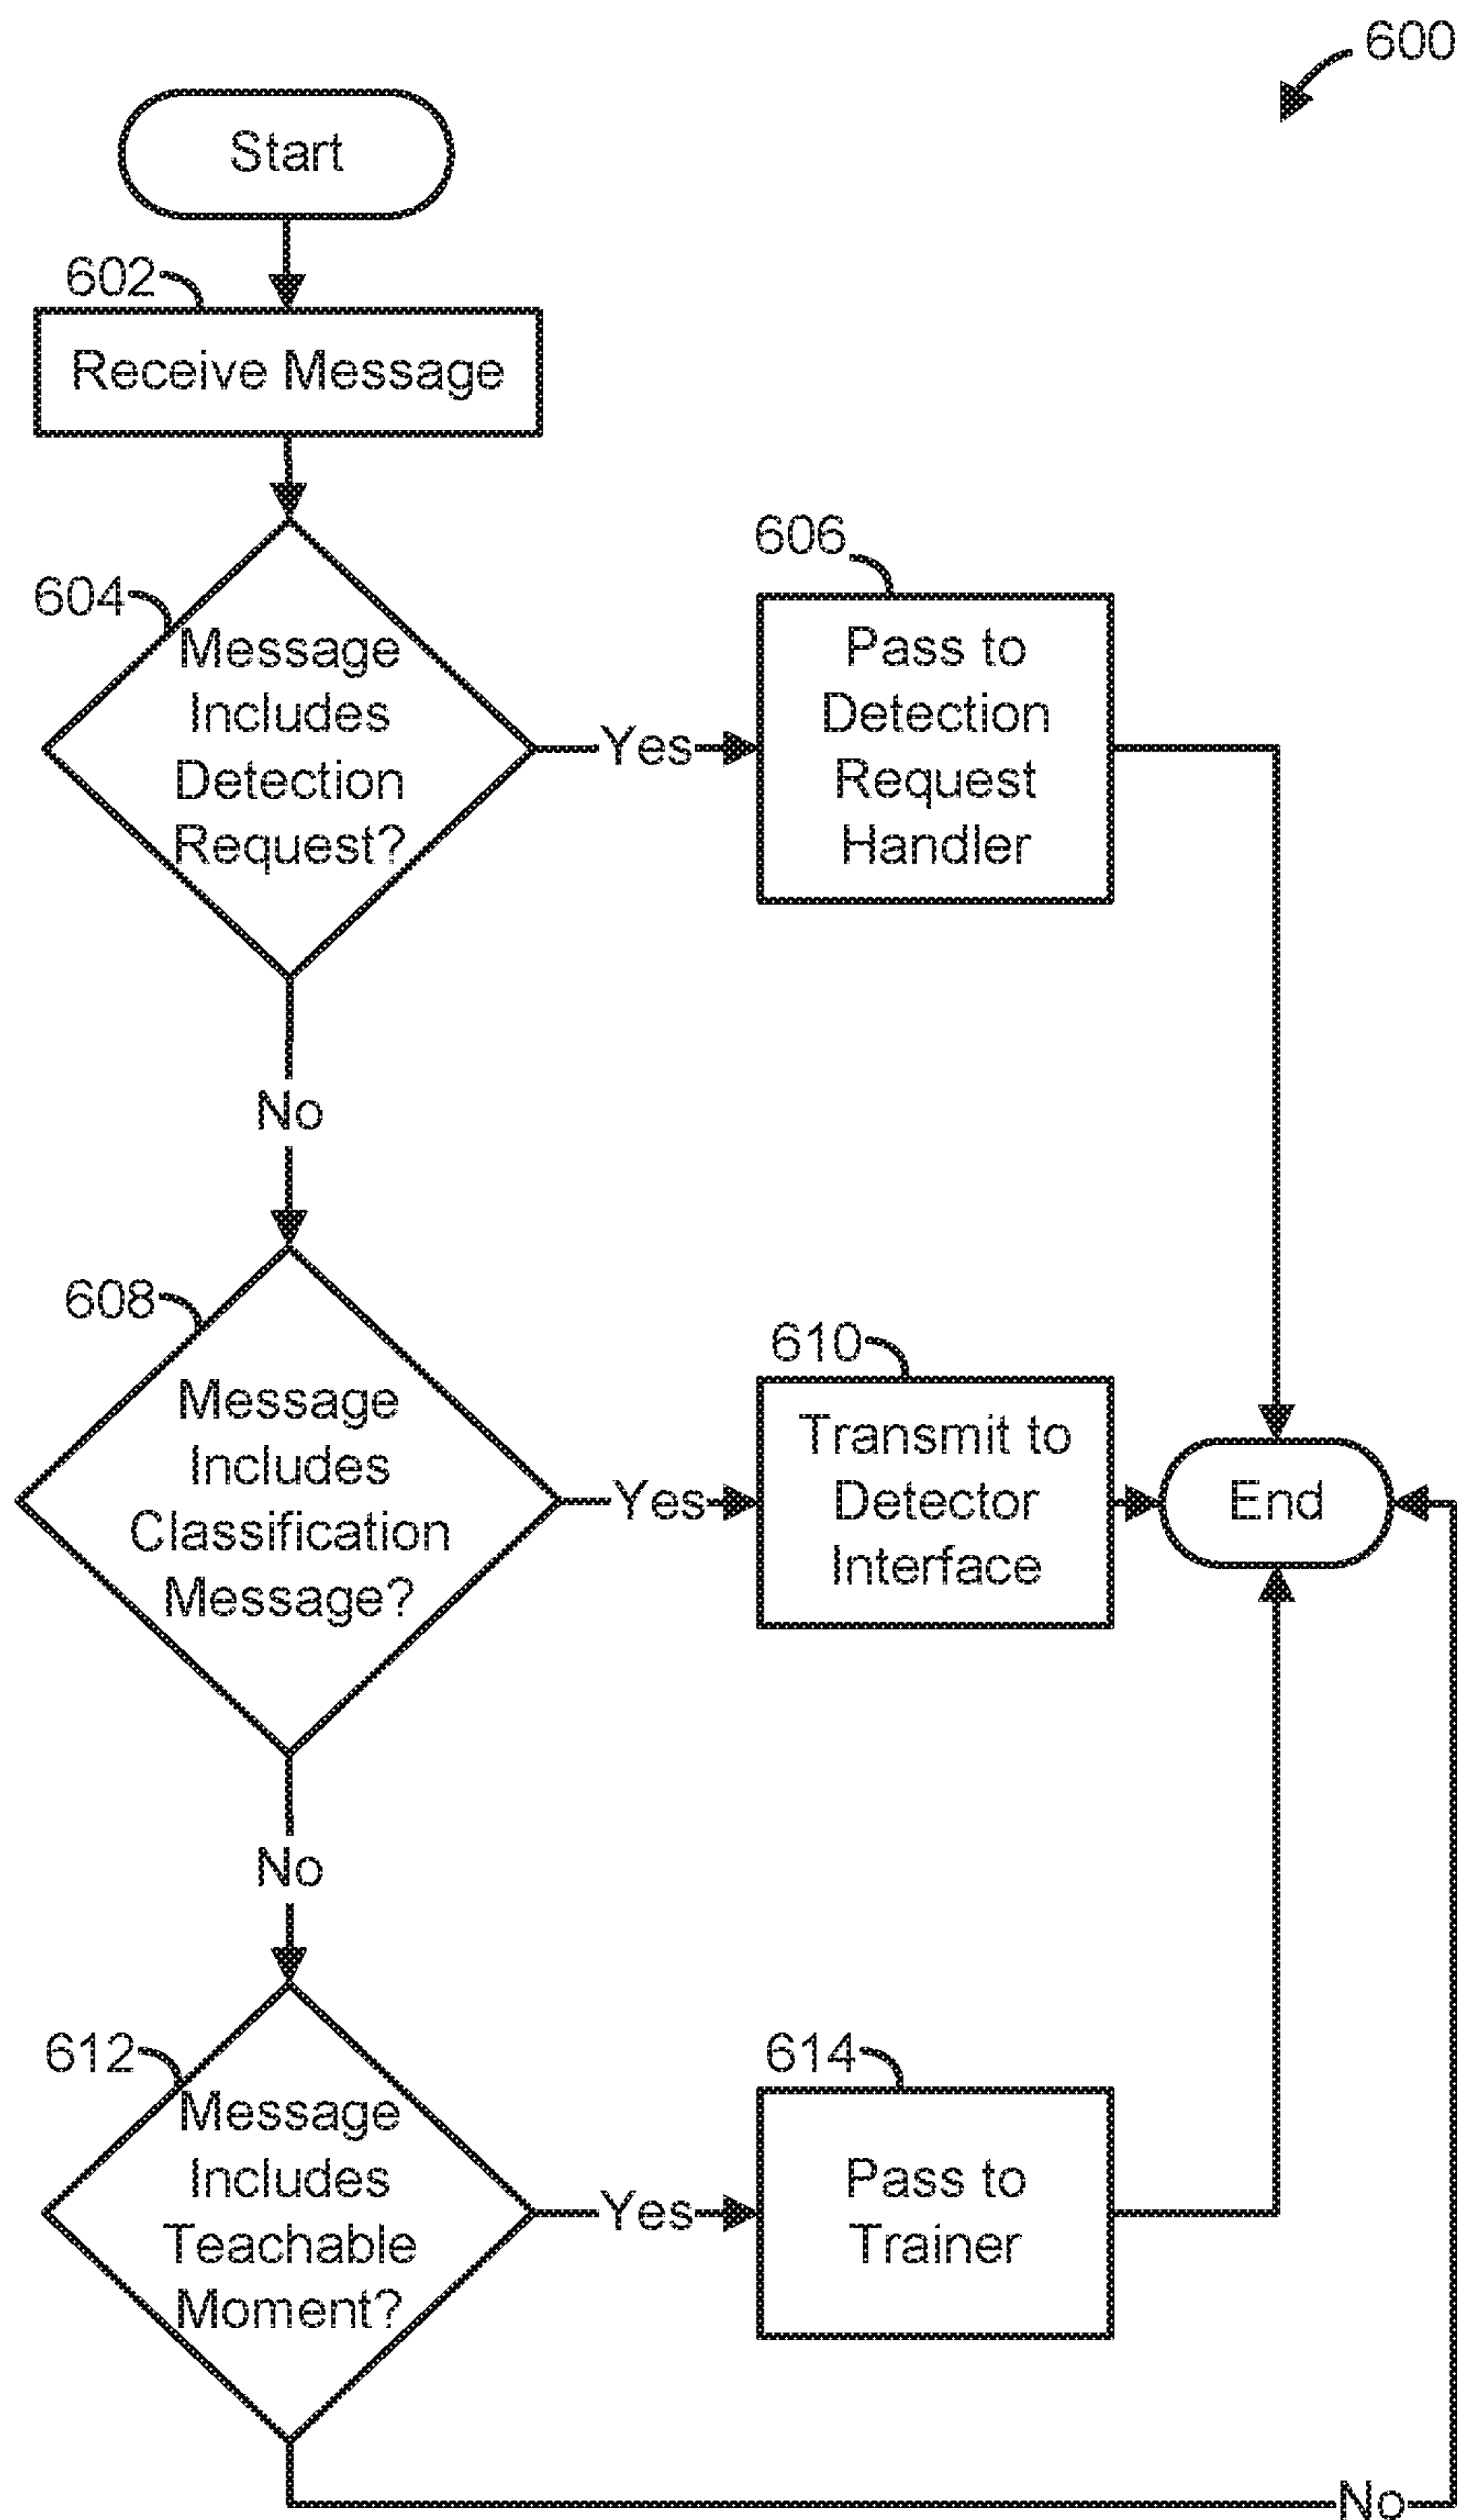 600
Start
602
Receive Message
604
Message
Includes
Detection
Request?
Yes
606
Pass to
Detection
Request
Handler
No
608
Message
Includes
Classification
Message?
Yes
610
Transmit to
Detector
Interface
End
No
612
Message
Includes
Teachable
Moment?
Yes
614
Pass to
Trainer
No